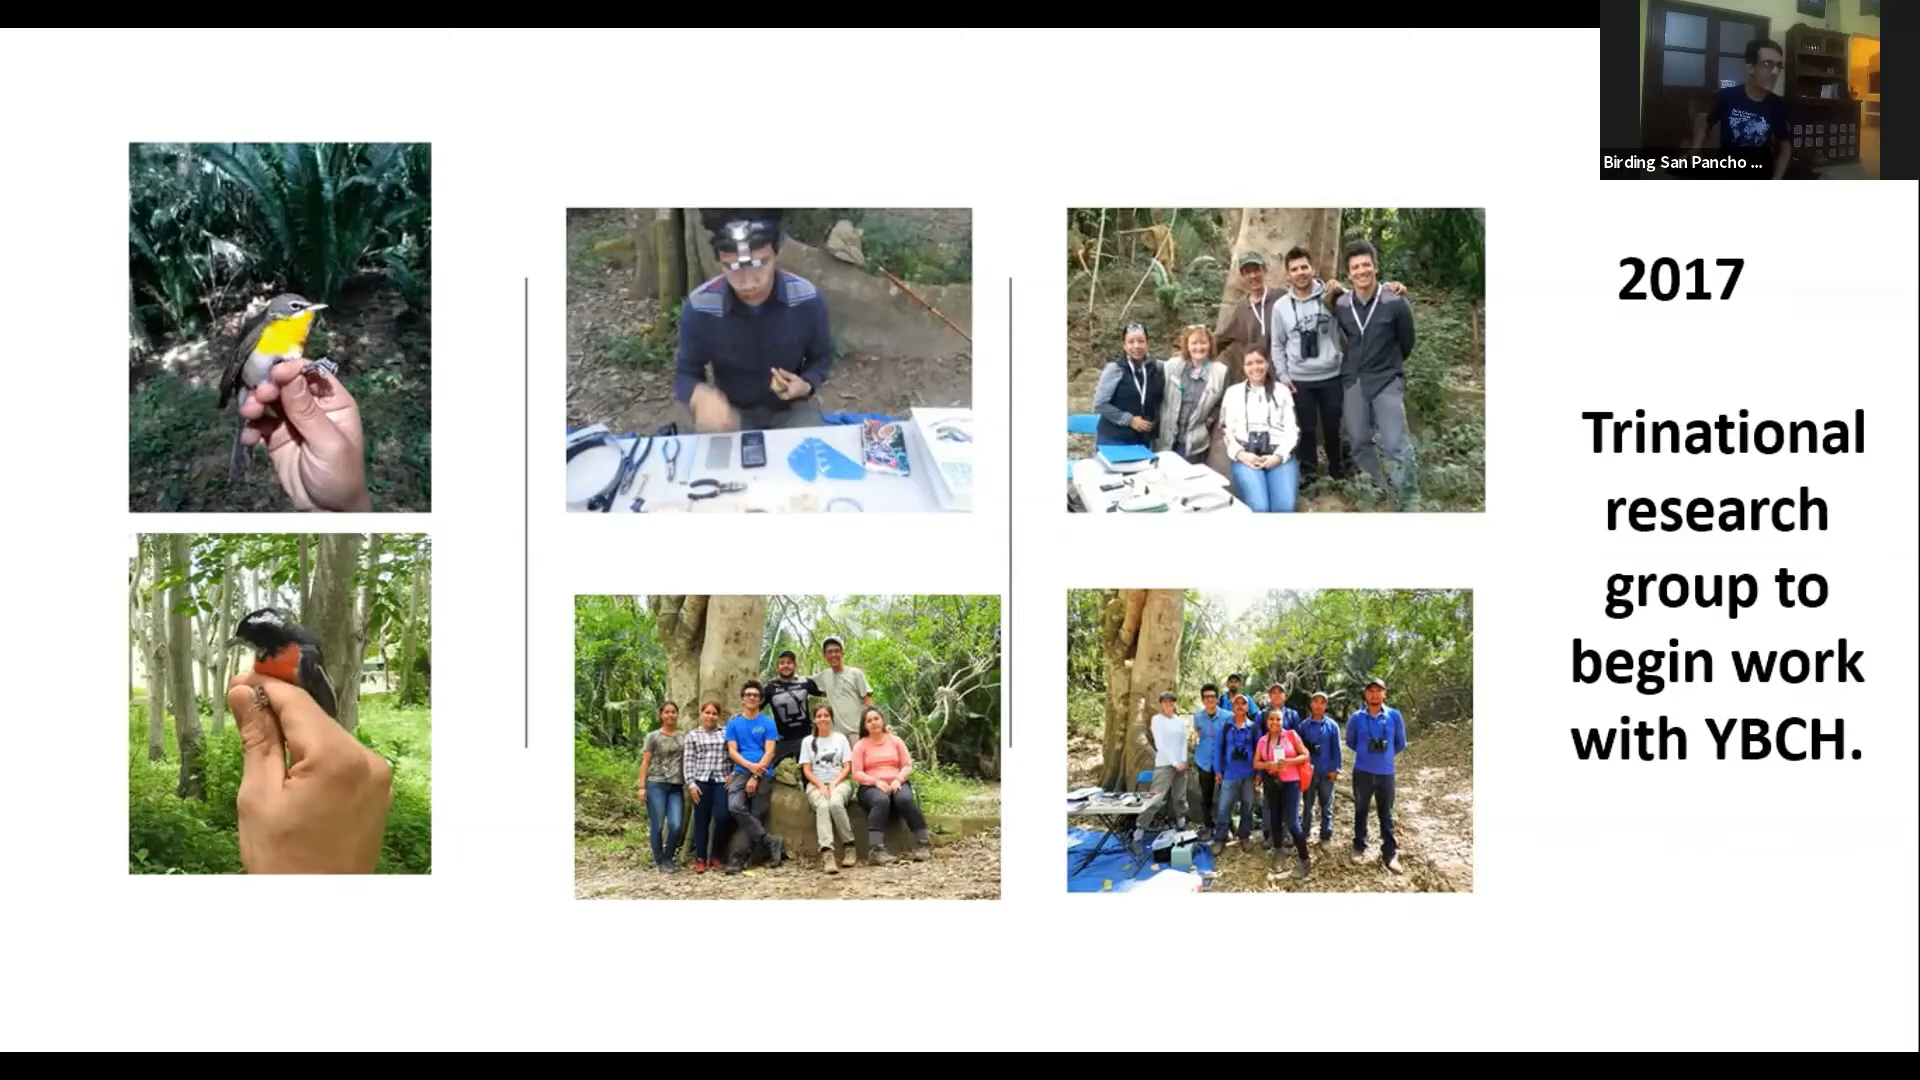 Birding San Pancho ...
2017
Trinational
research
group to
begin work
with YBCH.